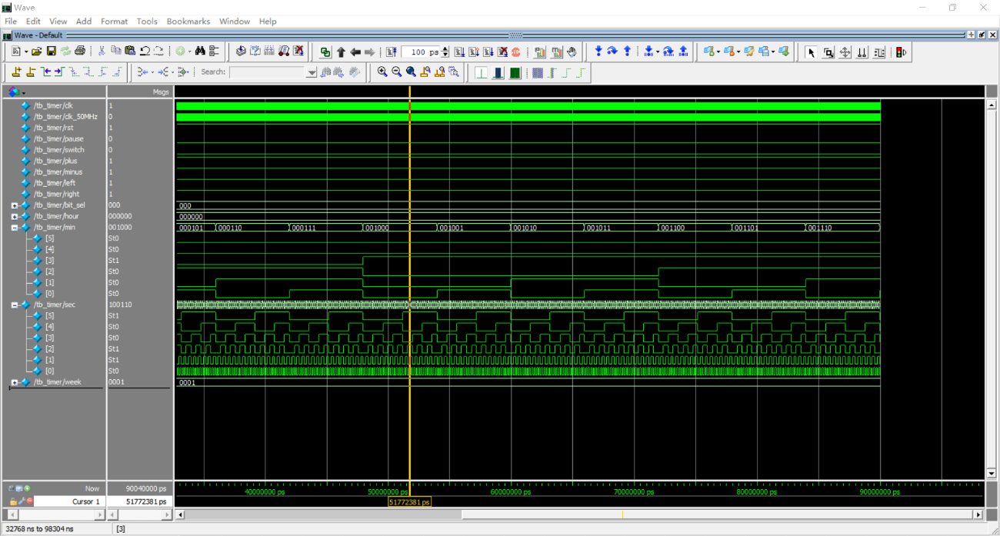 Wave
File Edit View Add Format Tools Bookmarks Window Help
Wave - Default
100 ps
Search:
Msgs
/tb_timer/clk 1
/tb_timer/clk_50MHz 0
/tb_timer/rst 1
/tb_timer/pause 0
/tb_timer/switch 0
/tb_timer/plus 1
/tb_timer/minus 1
/tb_timer/left 1
/tb_timer/right 1
/tb_timer/bit_sel 000 000
/tb_timer/hour 000000 000000
/tb_timer/min 001000 000101 000110 000111 001000 001001 001010 001011 001100 001101 001110
[5] St0
[4] St0
[3] St1
[2] St0
[1] St0
[0] St0
/tb_timer/sec 100110
[5] St1
[4] St0
[3] St0
[2] St1
[1] St1
[0] St0
/tb_timer/week 0001 0001
Now 90040000 ps 40000000 ps 50000000 ps 60000000 ps 70000000 ps 80000000 ps 90000000 ps
Cursor 1 51772381 ps 51772381 ps
32768 ns to 98304 ns [3]